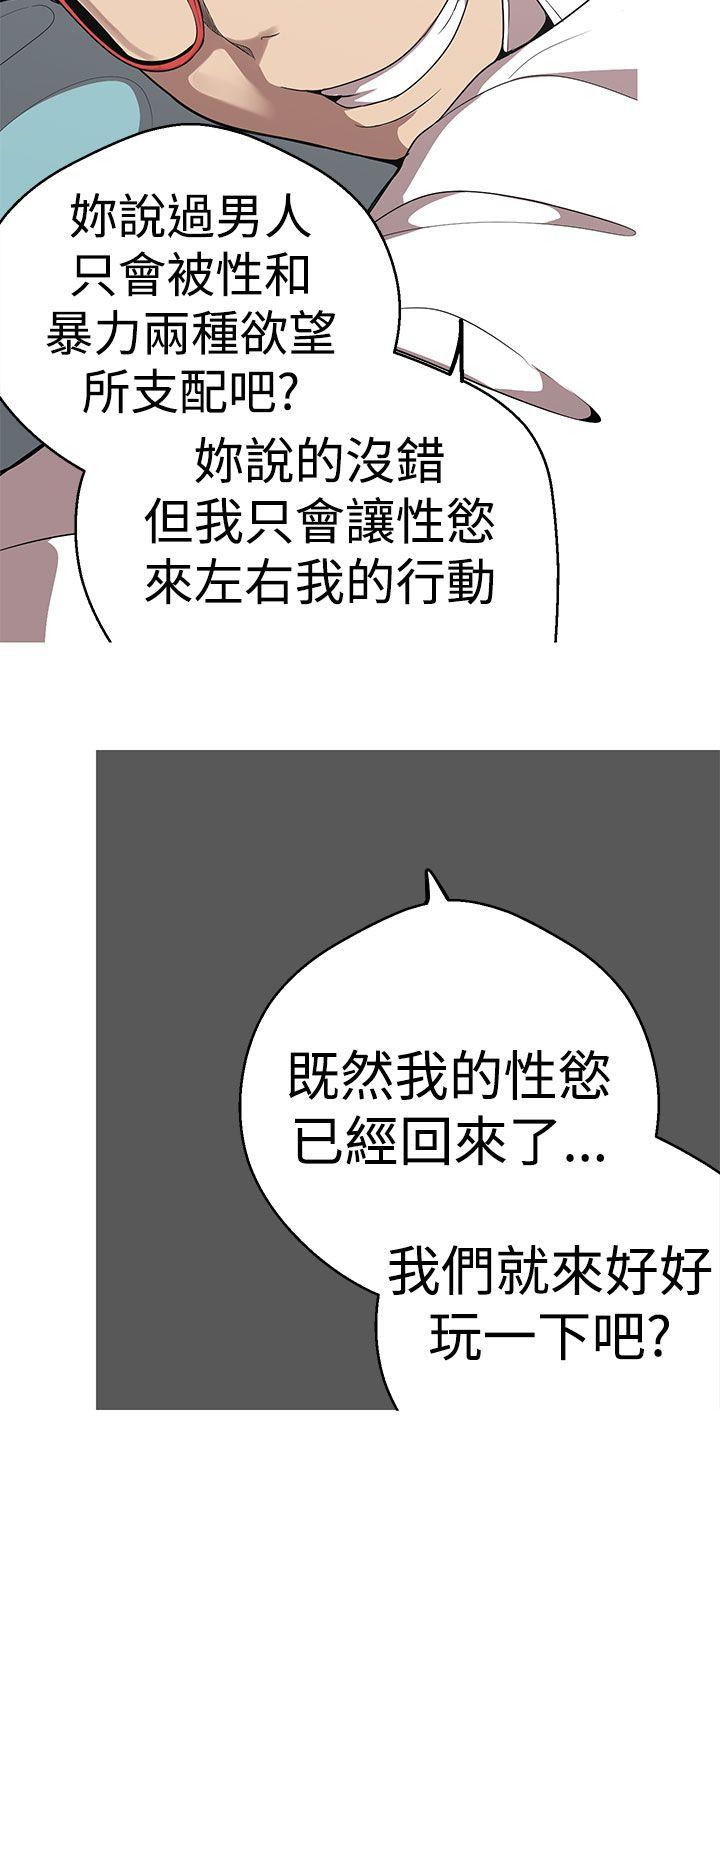 妳說過男人
只會被性和
暴力兩種欲望
所支配吧?
妳說的沒錯
但我只會讓性慾
來左右我的行動
既然我的性慾
已經回來了...
我們就來好好
玩一下吧?